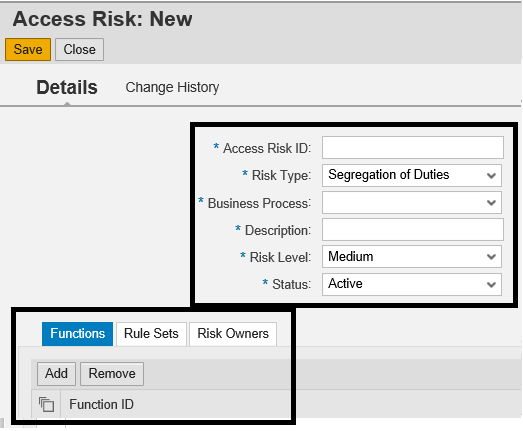 Access Risk: New
Save Close
Details Change History
* Access Risk ID:
* Risk Type: Segregation of Duties
* Business Process:
* Description:
* Risk Level: Medium
* Status: Active
Functions Rule Sets Risk Owners
Add Remove
Function ID